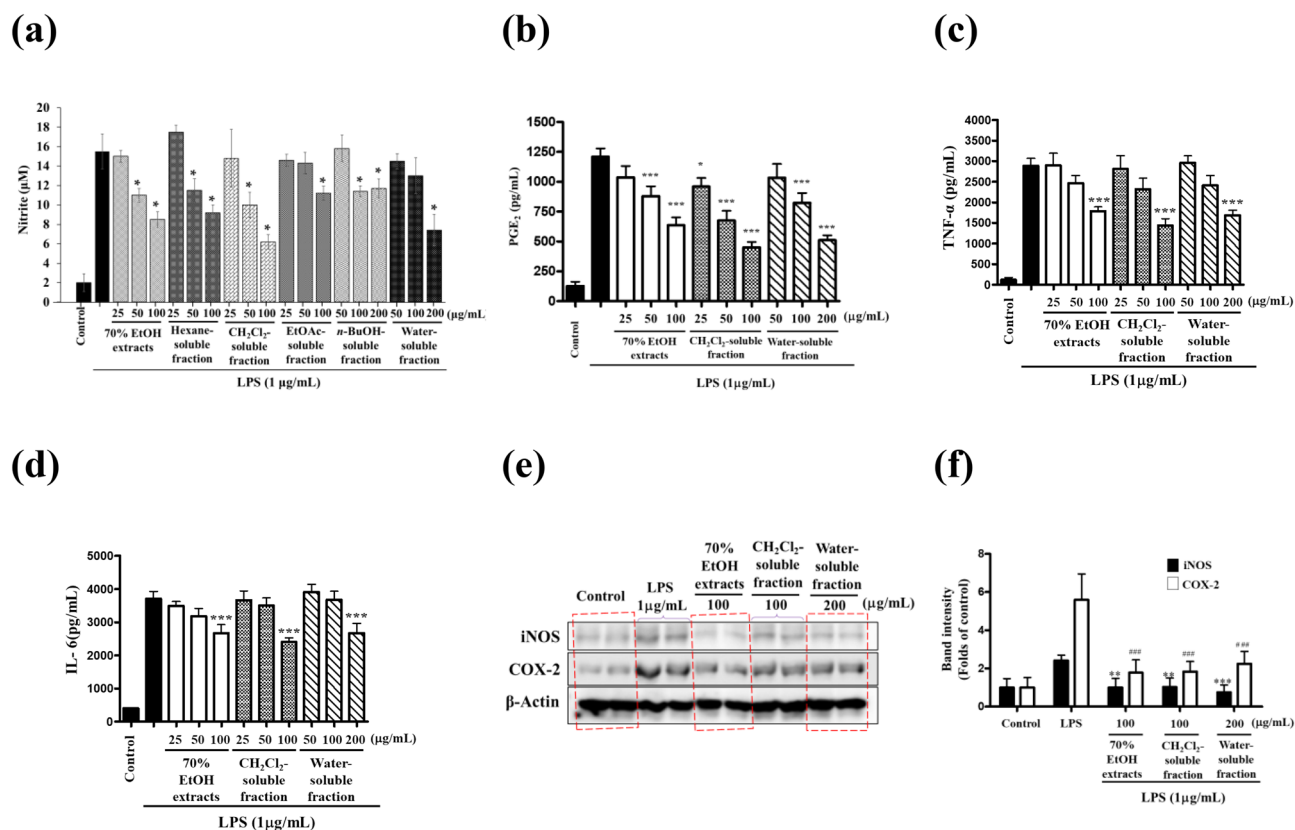 (a)
Nitrite (µM)
20
18
16
14
12
10
8
6
4
2
0
* * * * * * * * * * *
Control
25 50 100 25 50 100 25 50 100 25 50 100 50 100 200 50 100 200 (µg/mL)
70% EtOH
extracts
Hexane-
soluble
fraction
CH₂Cl₂-
soluble
fraction
EtOAc-
soluble
fraction
n-BuOH-
soluble
fraction
Water-
soluble
fraction
LPS (1 µg/mL)
(b)
PGE₂ (pg/mL)
1500
1250
1000
750
500
250
0
*** *** * *** *** *** ***
Control
25 50 100 25 50 100 50 100 200 (µg/mL)
70% EtOH
extracts
CH₂Cl₂-soluble
fraction
Water-soluble
fraction
LPS (1µg/mL)
(c)
TNF-α (pg/mL)
4000
3500
3000
2500
2000
1500
1000
500
0
*** *** ***
Control
25 50 100 25 50 100 50 100 200 (µg/mL)
70% EtOH
extracts
CH₂Cl₂-
soluble
fraction
Water-
soluble
fraction
LPS (1µg/mL)
(d)
IL- 6(pg/mL)
5000
4000
3000
2000
1000
0
*** *** ***
Control
25 50 100 25 50 100 50 100 200 (µg/mL)
70%
EtOH
extracts
CH₂Cl₂-
soluble
fraction
Water-
soluble
fraction
LPS (1µg/mL)
(e)
Control
LPS
1µg/mL
70%
EtOH
extracts
100
CH₂Cl₂-
soluble
fraction
100
Water-
soluble
fraction
200 (µg/mL)
iNOS
COX-2
β-Actin
(f)
Band intensity
(Folds of control)
8
6
4
2
0
iNOS
COX-2
** ### ** ### *** ###
Control LPS 100 100 200 (µg/mL)
70%
EtOH
extracts
CH₂Cl₂-
soluble
fraction
Water-
soluble
fraction
LPS (1µg/mL)